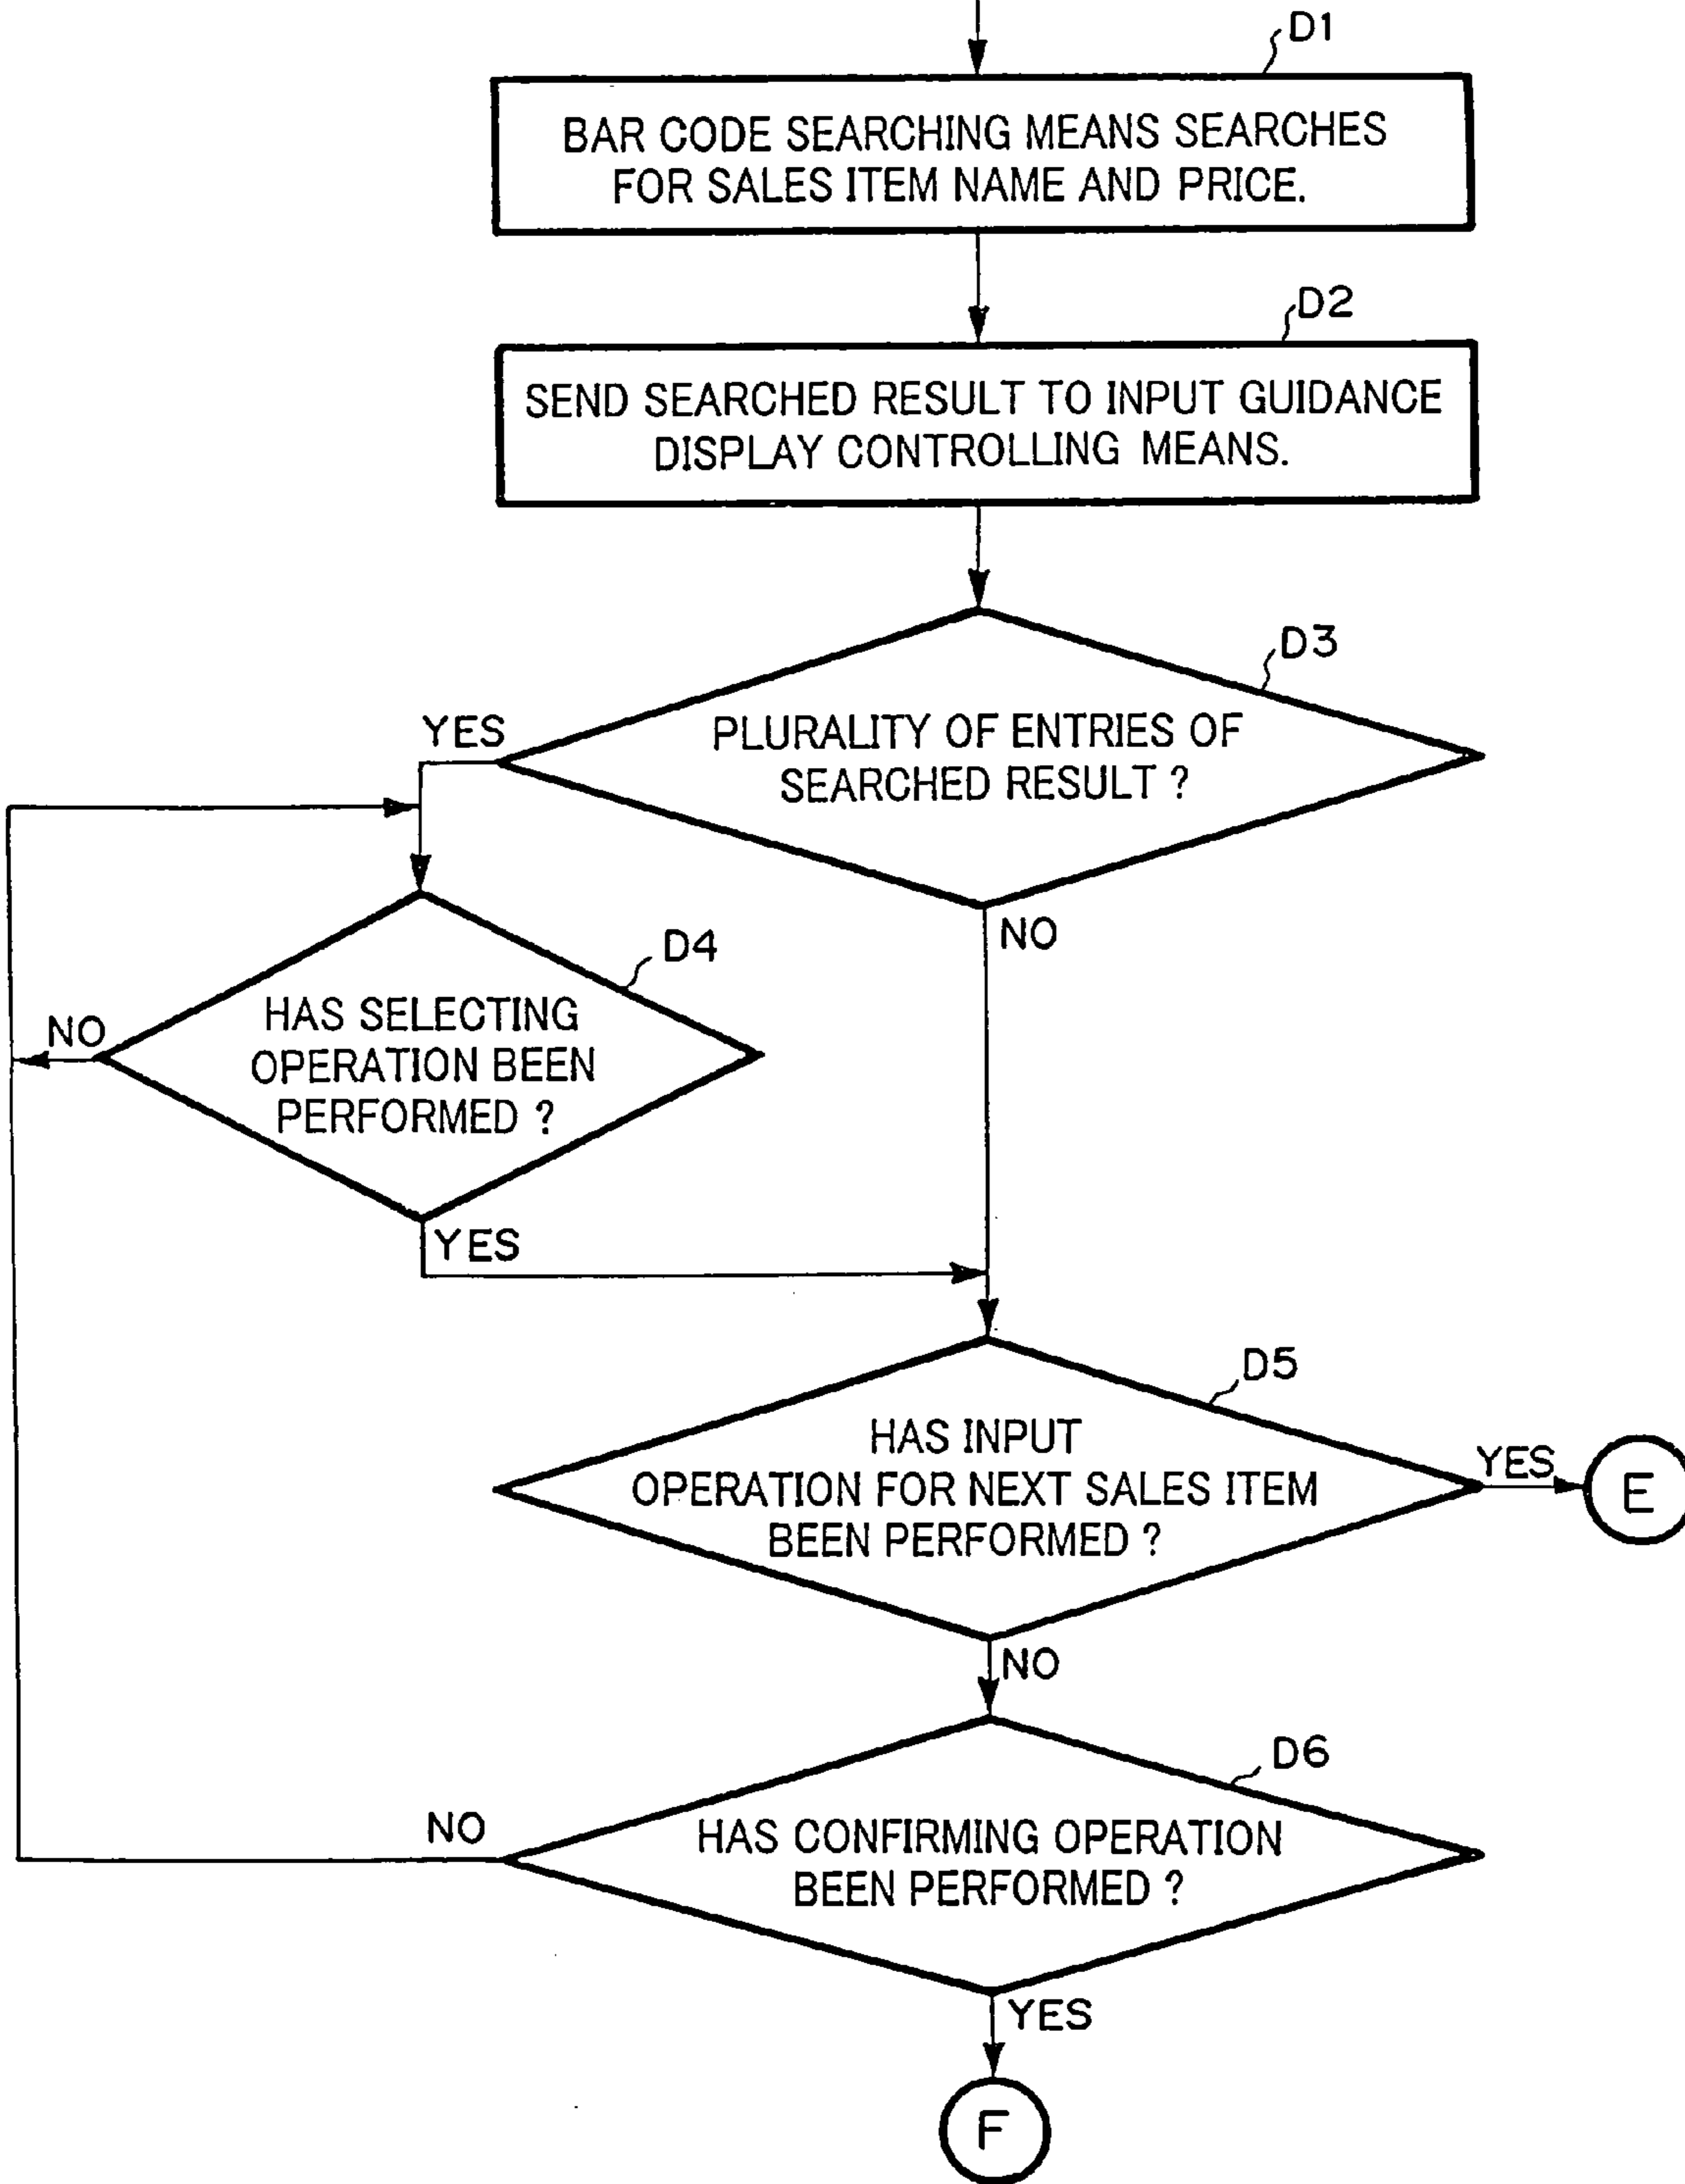 D1
BAR CODE SEARCHING MEANS SEARCHES
FOR SALES ITEM NAME AND PRICE.
D2
SEND SEARCHED RESULT TO INPUT GUIDANCE
DISPLAY CONTROLLING MEANS.
D3
YES
PLURALITY OF ENTRIES OF
SEARCHED RESULT ?
NO
D4
NO
HAS SELECTING
OPERATION BEEN
PERFORMED ?
YES
D5
HAS INPUT
OPERATION FOR NEXT SALES ITEM
BEEN PERFORMED ?
YES
E
NO
D6
NO
HAS CONFIRMING OPERATION
BEEN PERFORMED ?
YES
F